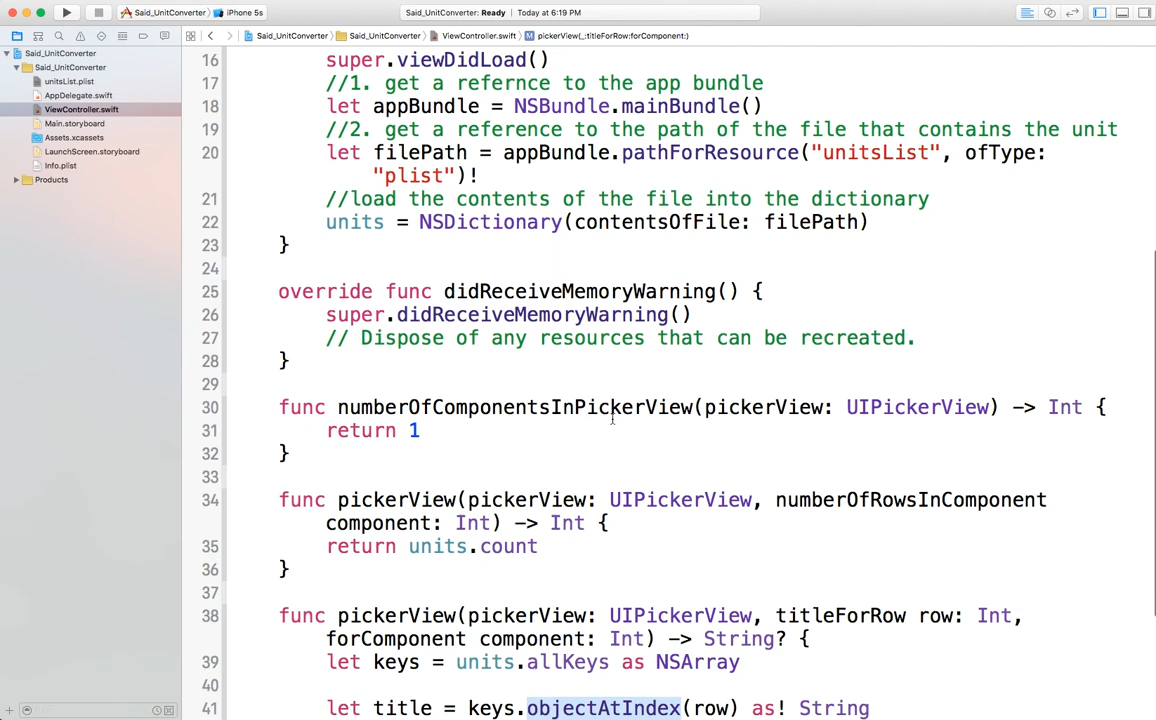 Said_UnitConverter iPhone 5s Said_UnitConverter: Ready Today at 6:19 PM
Said_UnitConverter Said_UnitConverter ViewController.swift pickerView(_:titleForRow:forComponent:)
Said_UnitConverter
Said_UnitConverter
unitsList.plist
AppDelegate.swift
ViewController.swift
Main.storyboard
Assets.xcassets
LaunchScreen.storyboard
Info.plist
Products
16 super.viewDidLoad()
17 //1. get a refernce to the app bundle
18 let appBundle = NSBundle.mainBundle()
19 //2. get a reference to the path of the file that contains the unit
20 let filePath = appBundle.pathForResource("unitsList", ofType:
"plist")!
21 //load the contents of the file into the dictionary
22 units = NSDictionary(contentsOfFile: filePath)
23 }
24
25 override func didReceiveMemoryWarning() {
26 super.didReceiveMemoryWarning()
27 // Dispose of any resources that can be recreated.
28 }
29
30 func numberOfComponentsInPickerView(pickerView: UIPickerView) -> Int {
31 return 1
32 }
33
34 func pickerView(pickerView: UIPickerView, numberOfRowsInComponent
component: Int) -> Int {
35 return units.count
36 }
37
38 func pickerView(pickerView: UIPickerView, titleForRow row: Int,
forComponent component: Int) -> String? {
39 let keys = units.allKeys as NSArray
40
41 let title = keys.objectAtIndex(row) as! String